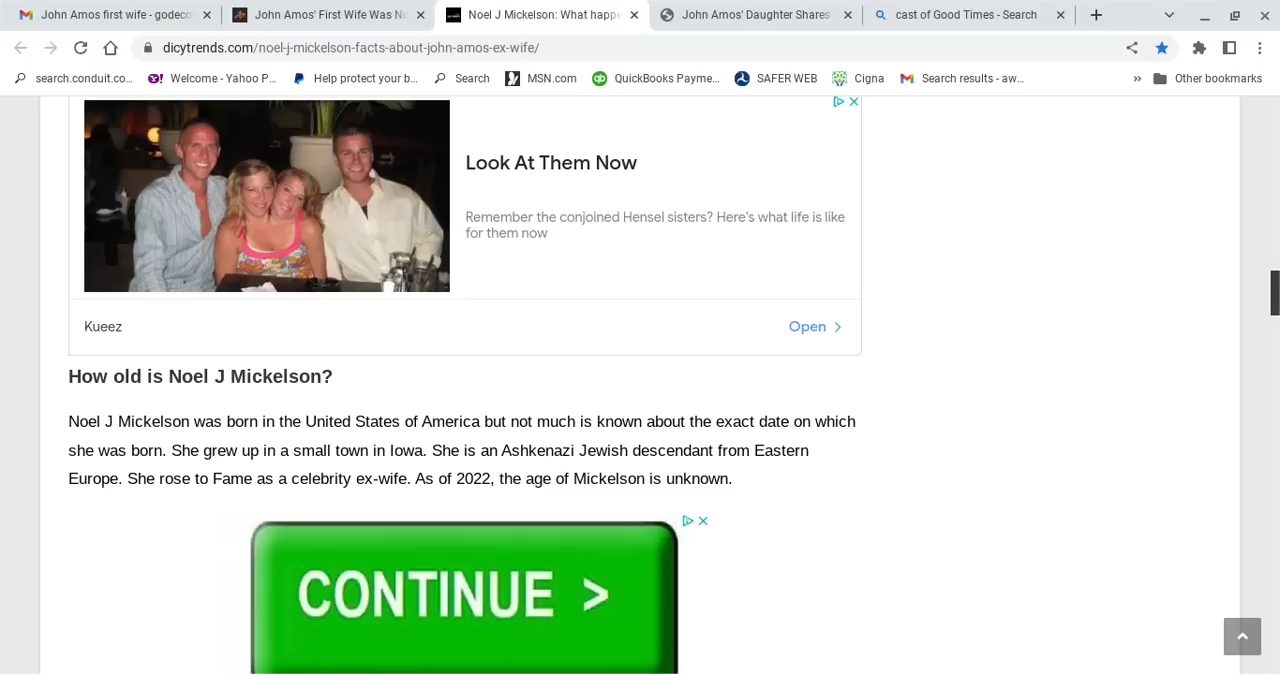 John Amos first wife - godeco
John Amos' First Wife Was No
Noel J Mickelson: What happe
John Amos' Daughter Shares
cast of Good Times - Search
dicytrends.com/noel-j-mickelson-facts-about-john-amos-ex-wife/
search.conduit.co...
Welcome - Yahoo P...
Help protect your b...
Search
MSN.com
QuickBooks Payme...
SAFER WEB
Cigna
Search results - aw...
»
Other bookmarks
Look At Them Now
Remember the conjoined Hensel sisters? Here's what life is like
for them now
Kueez
Open >
How old is Noel J Mickelson?
Noel J Mickelson was born in the United States of America but not much is known about the exact date on which
she was born. She grew up in a small town in Iowa. She is an Ashkenazi Jewish descendant from Eastern
Europe. She rose to Fame as a celebrity ex-wife. As of 2022, the age of Mickelson is unknown.
CONTINUE >